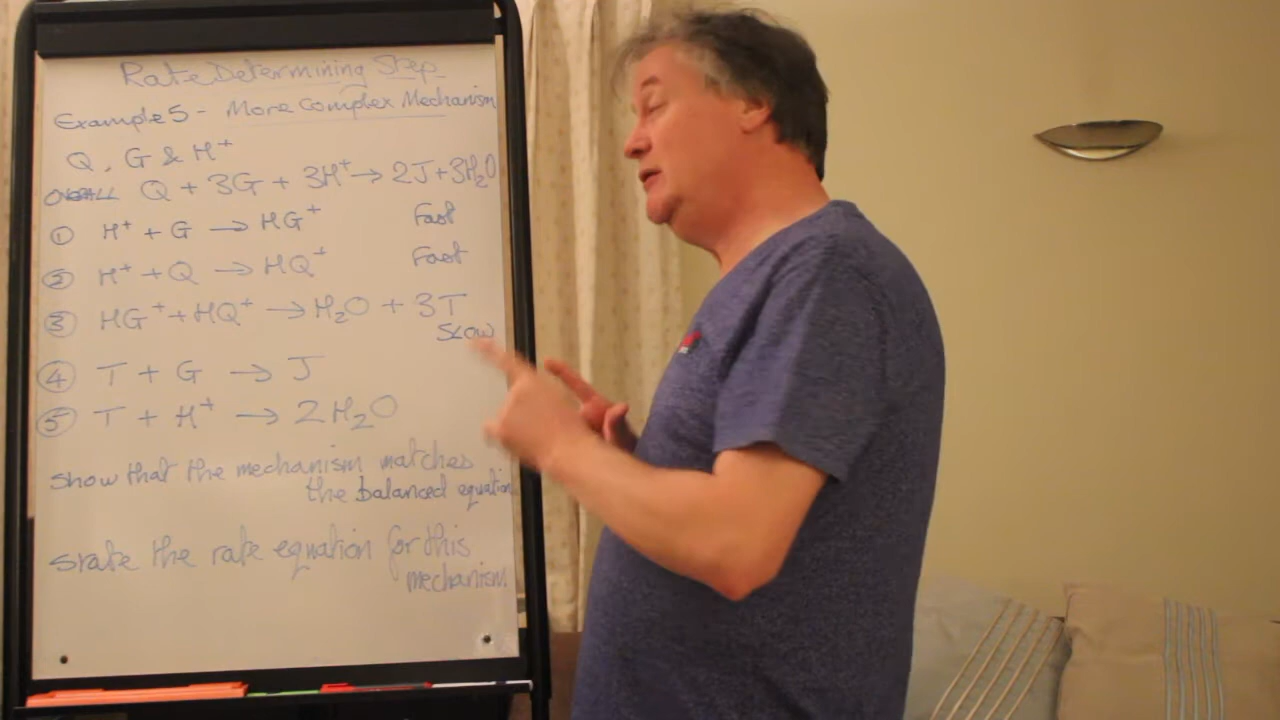 Rate Determining Step
Example 5 - More Complex Mechanism
Q, G & H⁺
OVERALL Q + 3G + 3H⁺ → 2J + 3H₂O
① H⁺ + G → HG⁺ Fast
② H⁺ + Q → HQ⁺ Fast
③ HG⁺ + HQ⁺ → H₂O + 3T
SLOW
④ T + G → J
⑤ T + H⁺ → 2H₂O
Show that the mechanism matches
the balanced equation
State the rate equation for this
mechanism